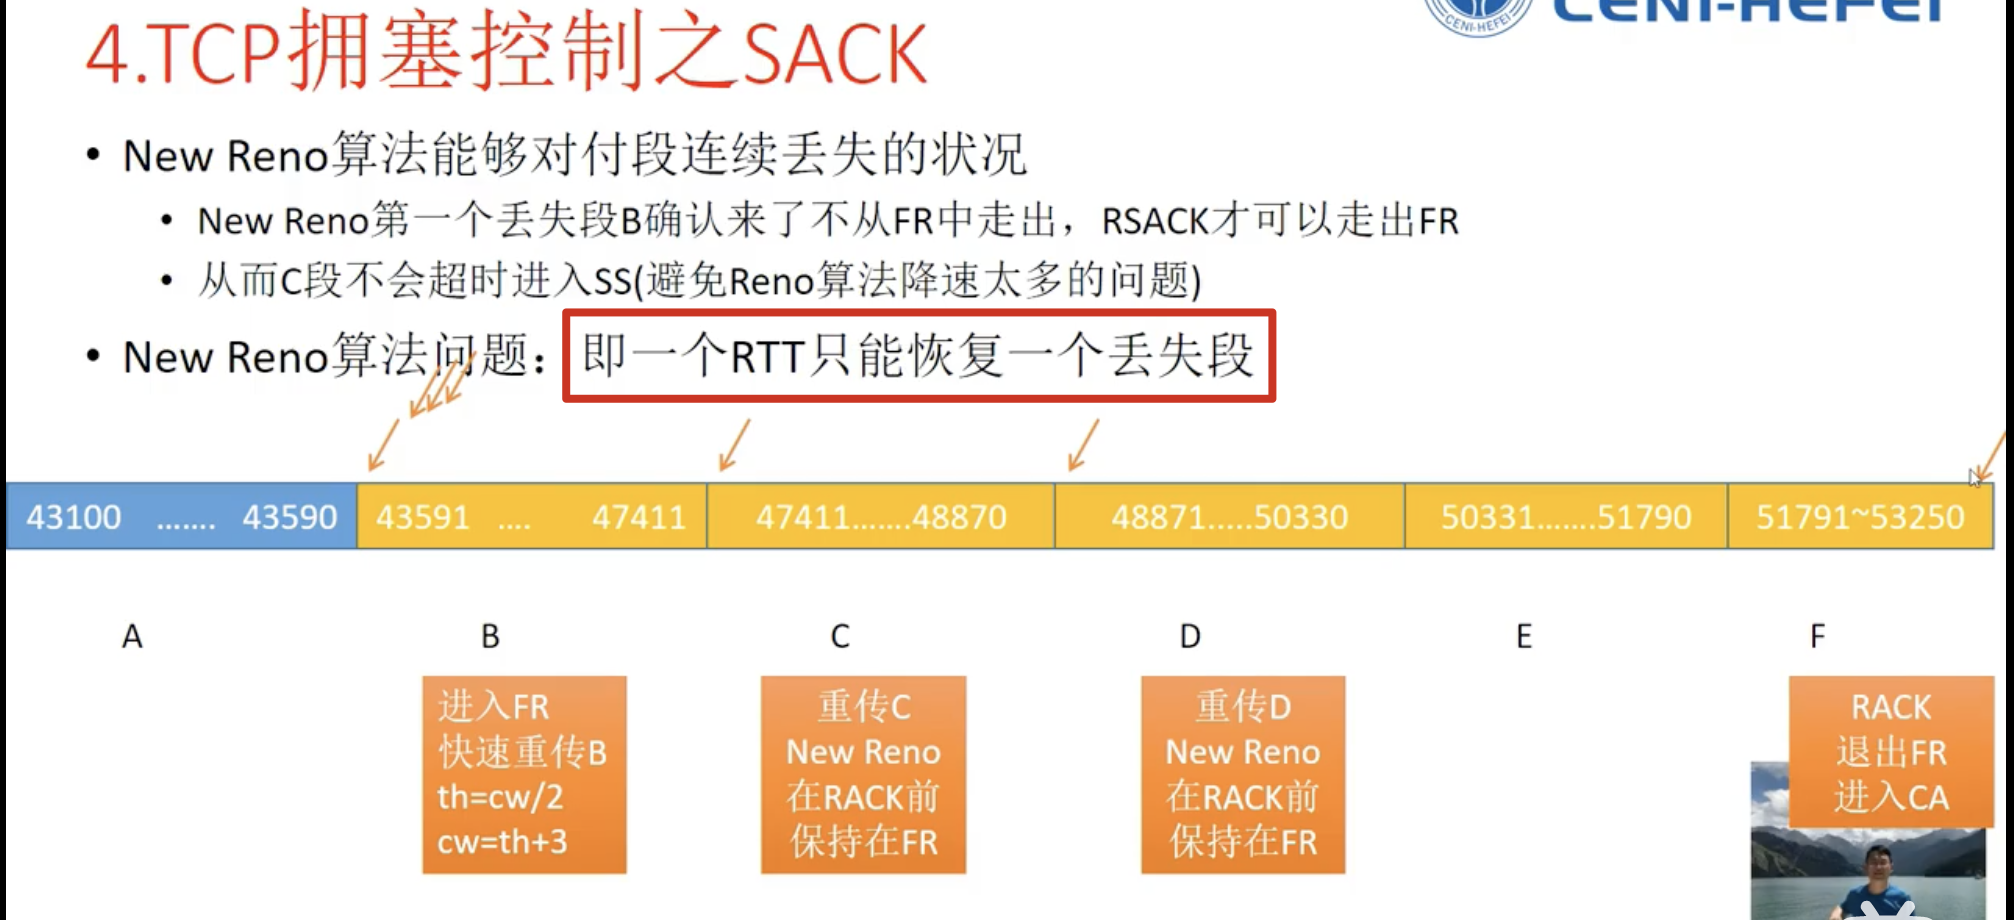 CENI-HEFEI
CENI-HEFEI
4.TCP拥塞控制之SACK
• New Reno算法能够对付段连续丢失的状况
• New Reno第一个丢失段B确认来了不从FR中走出，RSACK才可以走出FR
• 从而C段不会超时进入SS(避免Reno算法降速太多的问题)
• New Reno算法问题：即一个RTT只能恢复一个丢失段
43100 ....... 43590
43591 .... 47411
47411.......48870
48871.....50330
50331.......51790
51791~53250
A
B
C
D
E
F
进入FR
快速重传B
th=cw/2
cw=th+3
重传C
New Reno
在RACK前
保持在FR
重传D
New Reno
在RACK前
保持在FR
RACK
退出FR
进入CA